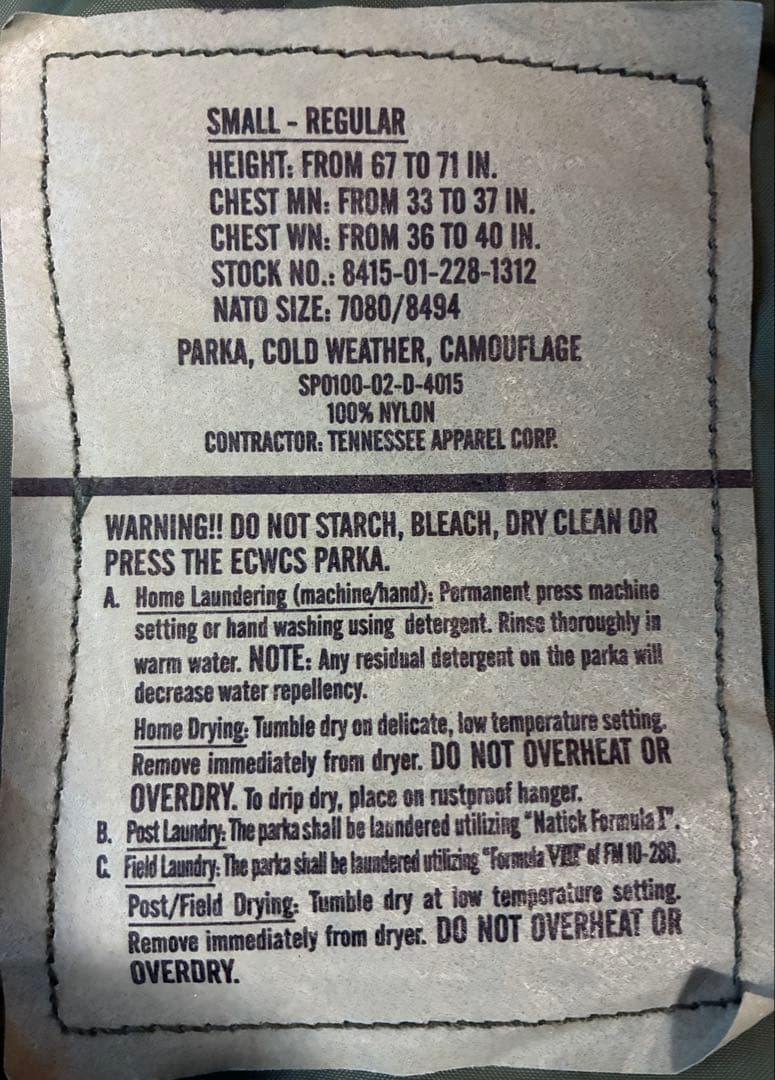 SMALL - REGULAR
HEIGHT: FROM 67 TO 71 IN.
CHEST MN: FROM 33 TO 37 IN.
CHEST WN: FROM 36 TO 40 IN.
STOCK NO.: 8415-01-228-1312
NATO SIZE: 7080/8494
PARKA, COLD WEATHER, CAMOUFLAGE
SPO100-02-D-4015
100% NYLON
CONTRACTOR: TENNESSEE APPAREL CORP.
WARNING!! DO NOT STARCH, BLEACH, DRY CLEAN OR
PRESS THE ECWCS PARKA.
A. Home Laundering (machine/hand): Permanent press machine
setting or hand washing using detergent. Rinse thoroughly in
warm water. NOTE: Any residual detergent on the parka will
decrease water repellency.
Home Drying: Tumble dry on delicate, low temperature setting.
Remove immediately from dryer. DO NOT OVERHEAT OR
OVERDRY. To drip dry, place on rustproof hanger.
B. Post Laundry: The parka shall be laundered utilizing "Natick Formula I".
C. Field Laundry: The parka shall be laundered utilizing "Formula VIII" of FM 10-280.
Post/Field Drying: Tumble dry at low temperature setting.
Remove immediately from dryer. DO NOT OVERHEAT OR
OVERDRY.